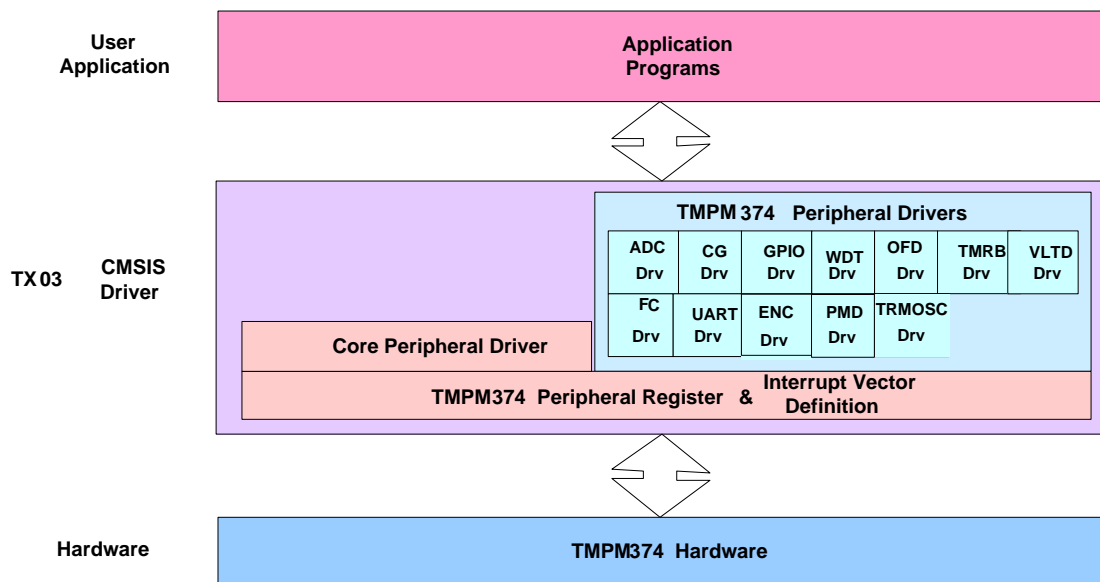 User
Application
Application
Programs
TMPM 374 Peripheral Drivers
ADC
Drv
CG
Drv
GPIO
Drv
WDT
Drv
OFD
Drv
TMRB
Drv
VLTD
Drv
TX03 CMSIS
Driver
FC
Drv
UART
Drv
ENC
Drv
PMD
Drv
TRMOSC
Drv
Core Peripheral Driver
TMPM374 Peripheral Register & Interrupt Vector
Definition
Hardware
TMPM374 Hardware